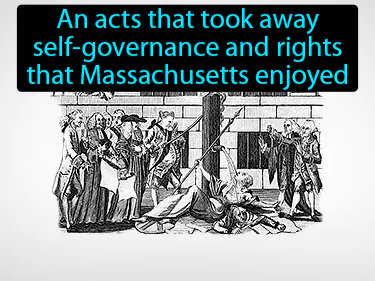 An acts that took away
self-governance and rights
that Massachusetts enjoyed